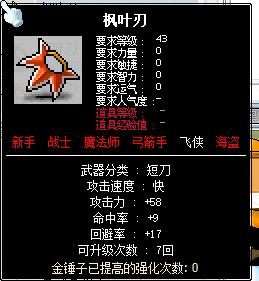 枫叶刃
要求等级： 43
要求力量： 0
要求敏捷： 0
要求智力： 0
要求运气： 0
要求人气度： -
道具等级： -
道具经验值： -
新手 战士 魔法师 弓箭手 飞侠 海盗
武器分类 : 短刀
攻击速度 : 快
攻击力 : +58
命中率 : +9
回避率 : +17
可升级次数 : 7回
金锤子已提高的强化次数: 0